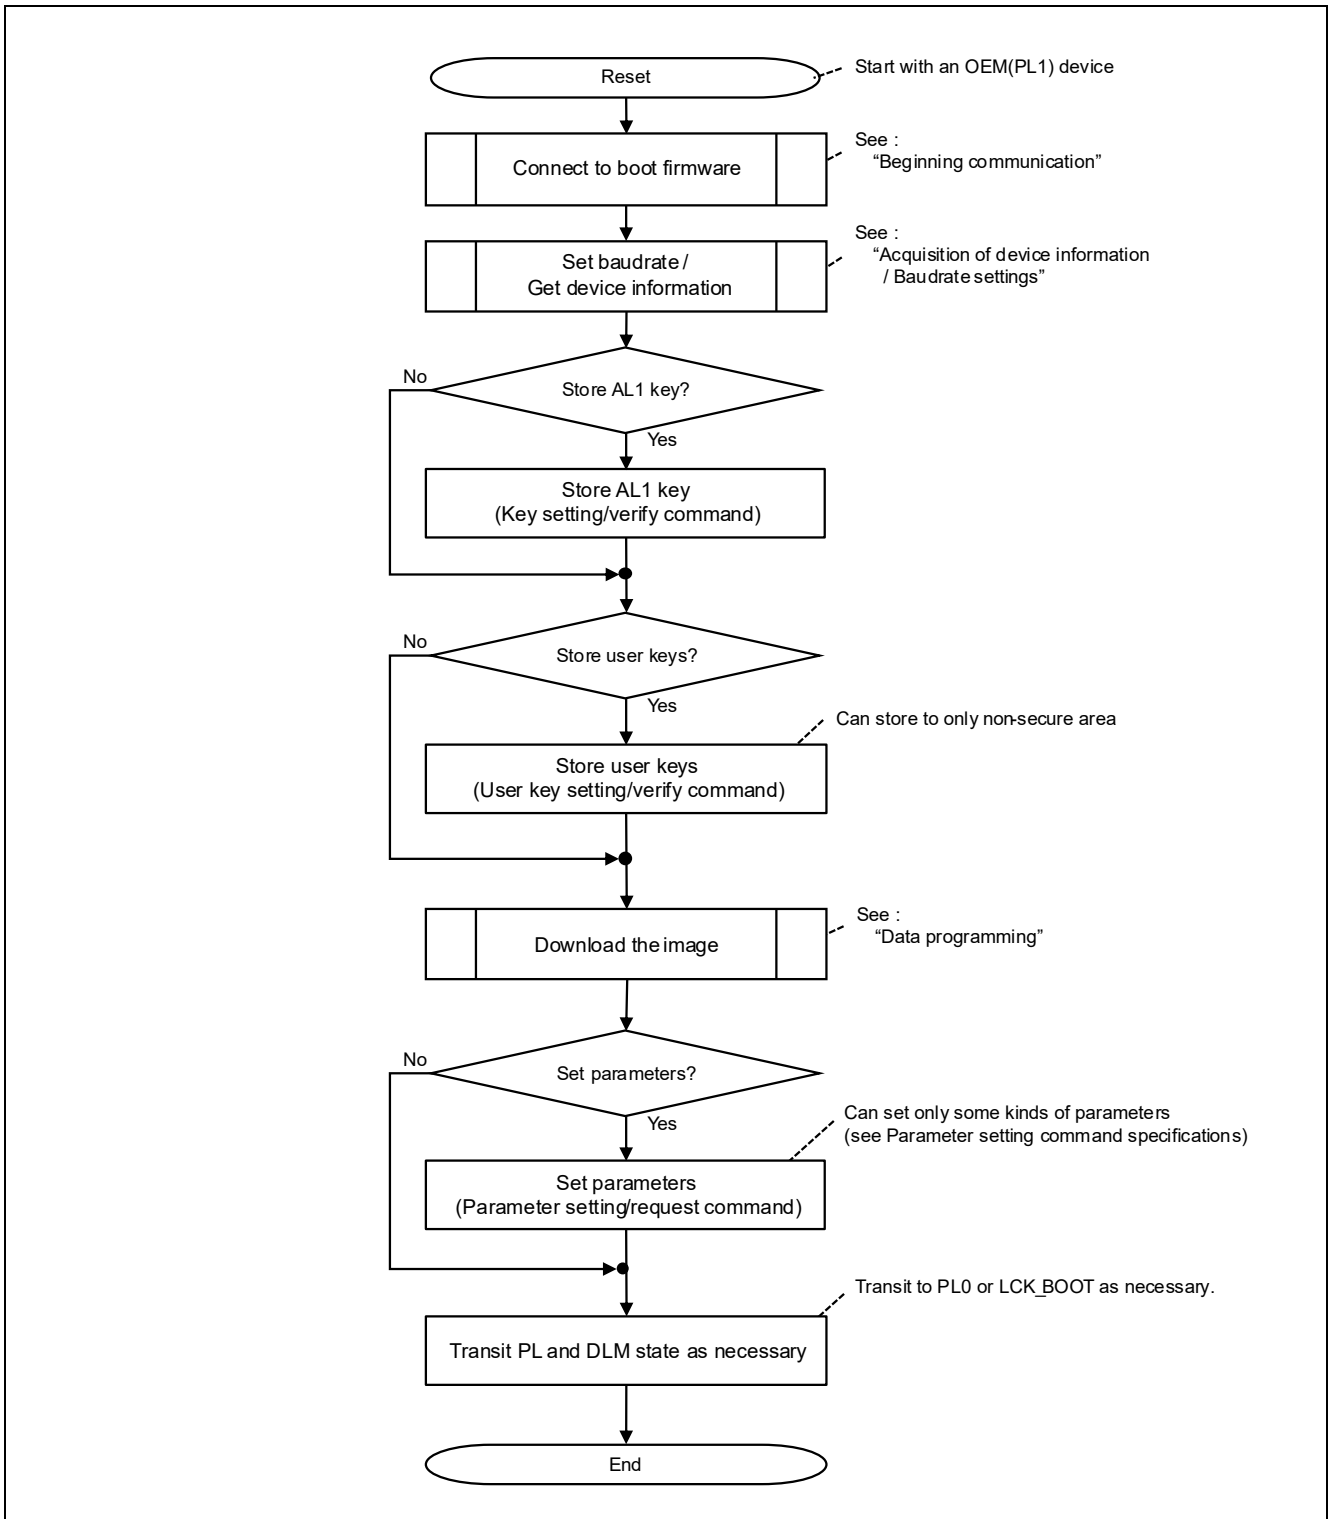 Reset
Start with an OEM(PL1) device
Connect to boot firmware
See :
“Beginning communication”
Set baudrate /
Get device information
See :
“Acquisition of device information
/ Baudrate settings”
Store AL1 key?
No
Yes
Store AL1 key
(Key setting/verify command)
Store user keys?
No
Yes
Can store to only non-secure area
Store user keys
(User key setting/verify command)
Download the image
See :
“Data programming”
Set parameters?
No
Yes
Can set only some kinds of parameters
(see Parameter setting command specifications)
Set parameters
(Parameter setting/request command)
Transit to PL0 or LCK_BOOT as necessary.
Transit PL and DLM state as necessary
End